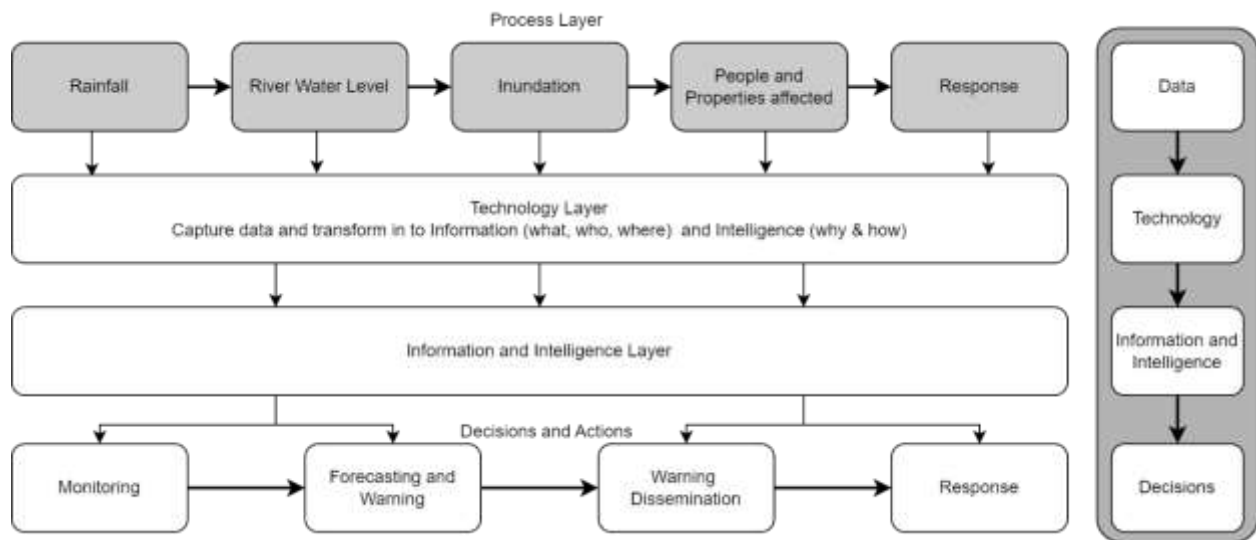 Process Layer
Rainfall
River Water Level
Inundation
People and
Properties affected
Response
Data
Technology Layer
Capture data and transform in to Information (what, who, where) and Intelligence (why & how)
Technology
Information and Intelligence Layer
Information and
Intelligence
Decisions and Actions
Monitoring
Forecasting and
Warning
Warning
Dissemination
Response
Decisions